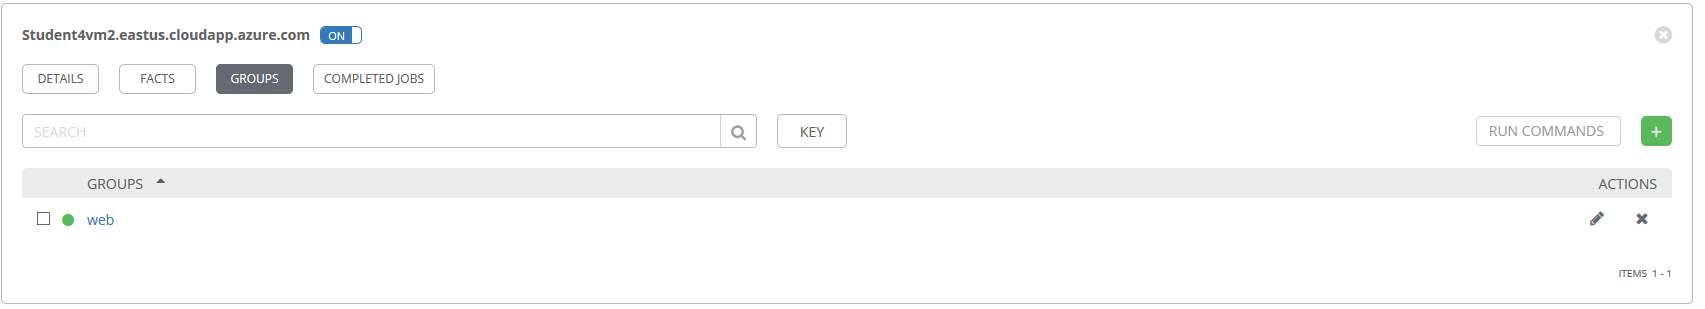 Student4vm2.eastus.cloudapp.azure.com ON
DETAILS FACTS GROUPS COMPLETED JOBS
SEARCH KEY RUN COMMANDS +
GROUPS ACTIONS
web
ITEMS 1 - 1